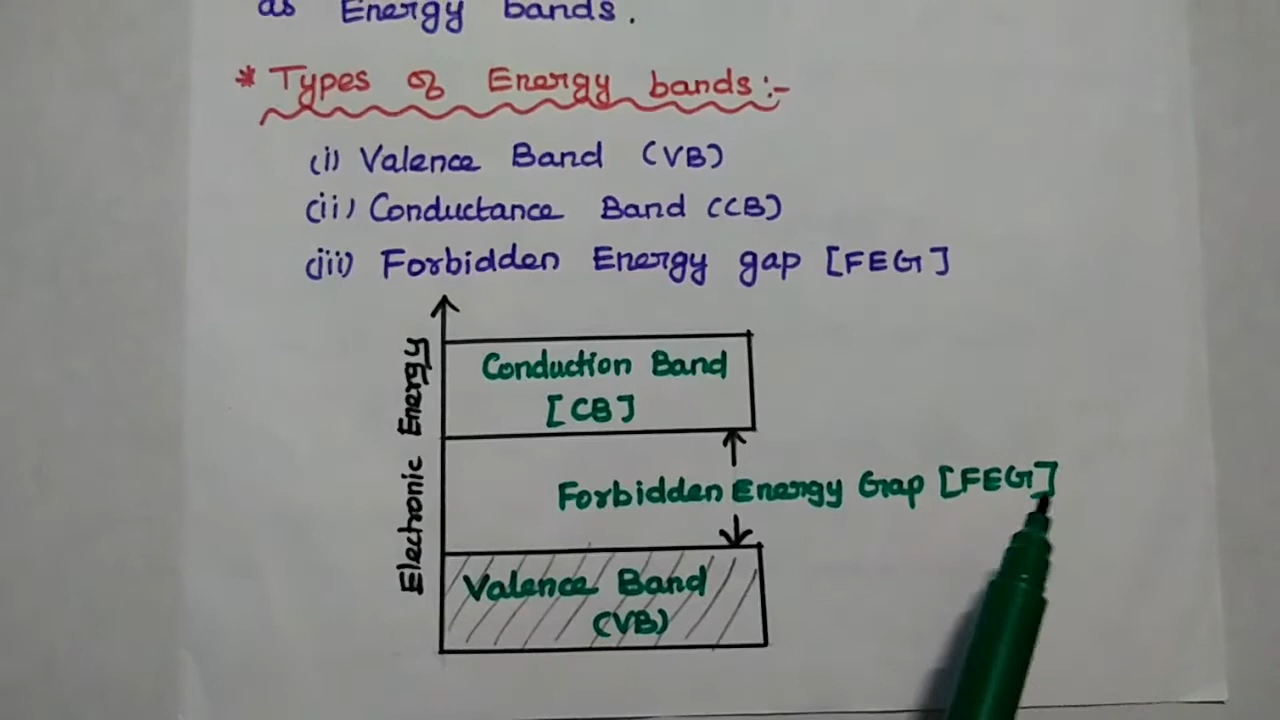 as Energy bands.
* Types of Energy bands:-
(i) Valence Band (VB)
(ii) Conductance Band (CB)
(iii) Forbidden Energy gap [FEG]
Electronic Energy
Conduction Band
[CB]
Forbidden Energy Gap [FEG]
Valence Band
(VB)